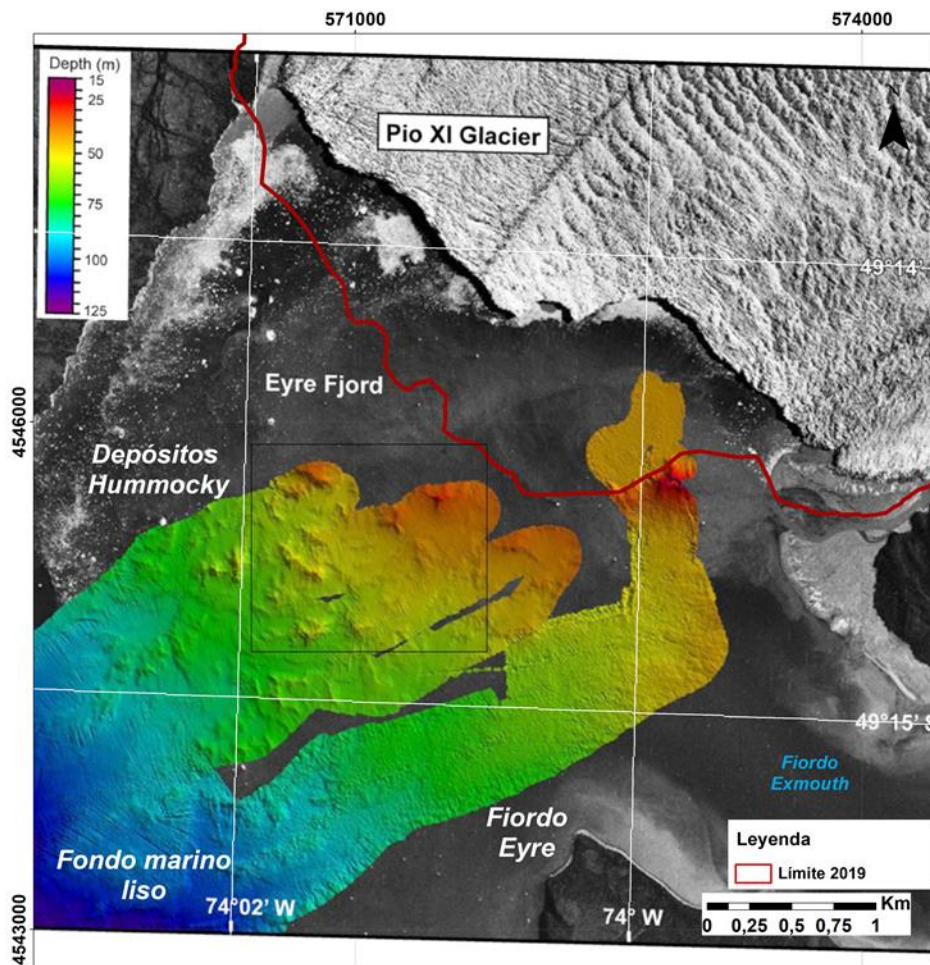 571000
574000
Depth (m)
15
25
50
75
100
125
Pio XI Glacier
49°14'
4546000
Eyre Fjord
Depósitos
Hummocky
49°15' S
Fiordo
Exmouth
Fiordo
Eyre
Leyenda
Límite 2019
Fondo marino
liso
74°02' W
74° W
Km
0 0,25 0,5 0,75 1
4543000